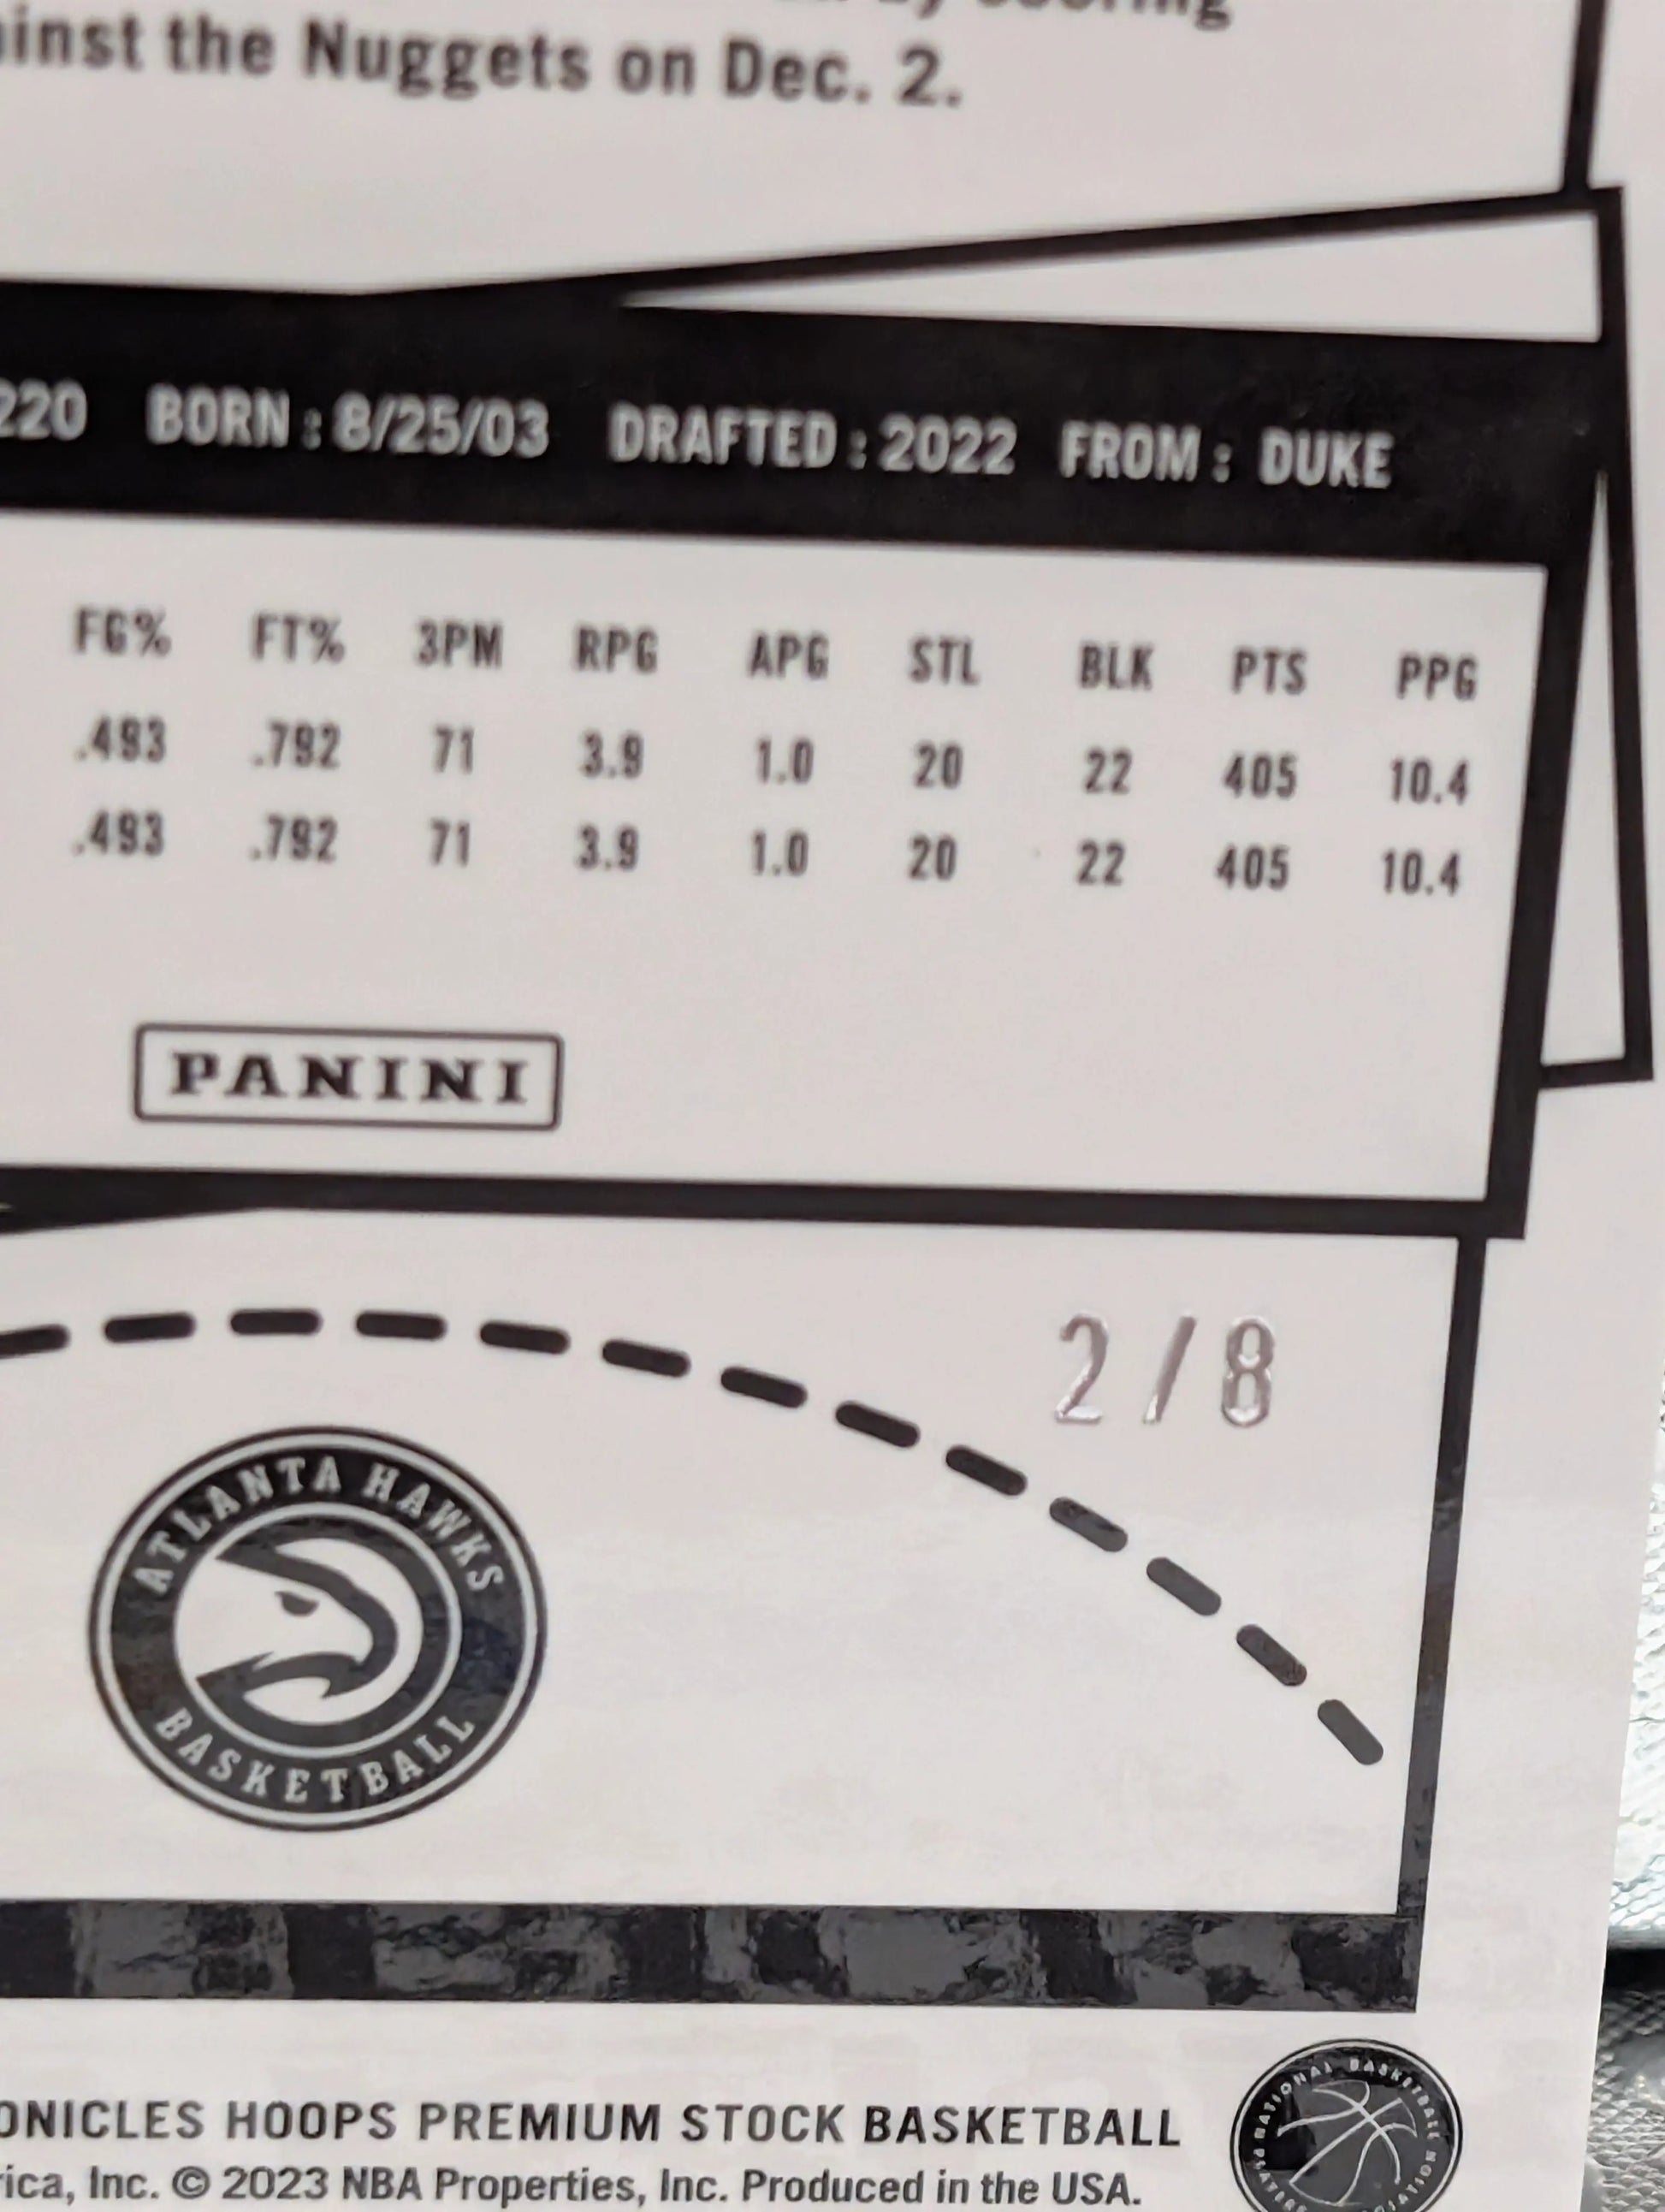 inst the Nuggets on Dec. 2.
220 BORN : 8/25/03 DRAFTED : 2022 FROM : DUKE
FG% FT% 3PM RPG APG STL BLK PTS PPG
.493 .792 71 3.9 1.0 20 22 405 10.4
.493 .792 71 3.9 1.0 20 22 405 10.4
PANINI
2/8
ATLANTA HAWKS
BASKETBALL
ONICLES HOOPS PREMIUM STOCK BASKETBALL
NATIONAL BASKETBALL
rica, Inc. © 2023 NBA Properties, Inc. Produced in the USA.